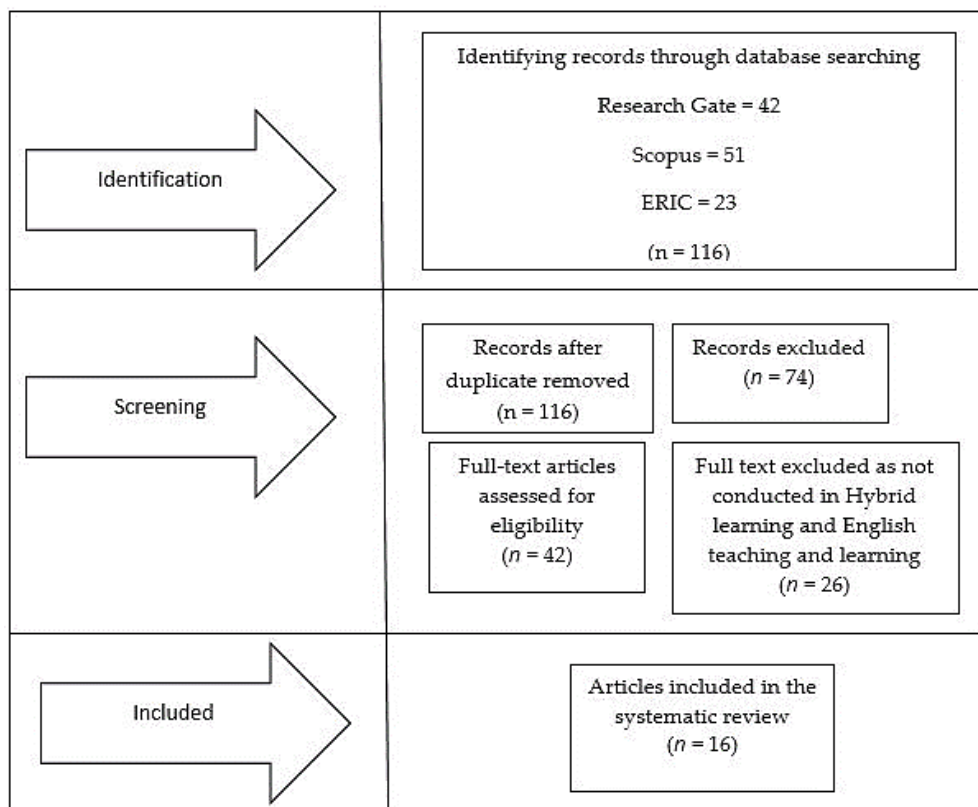 Identification
Identifying records through database searching
Research Gate = 42
Scopus = 51
ERIC = 23
(n = 116)
Screening
Records after
duplicate removed
(n = 116)
Records excluded
(n = 74)
Full-text articles
assessed for
eligibility
(n = 42)
Full text excluded as not
conducted in Hybrid
learning and English
teaching and learning
(n = 26)
Included
Articles included in the
systematic review
(n = 16)